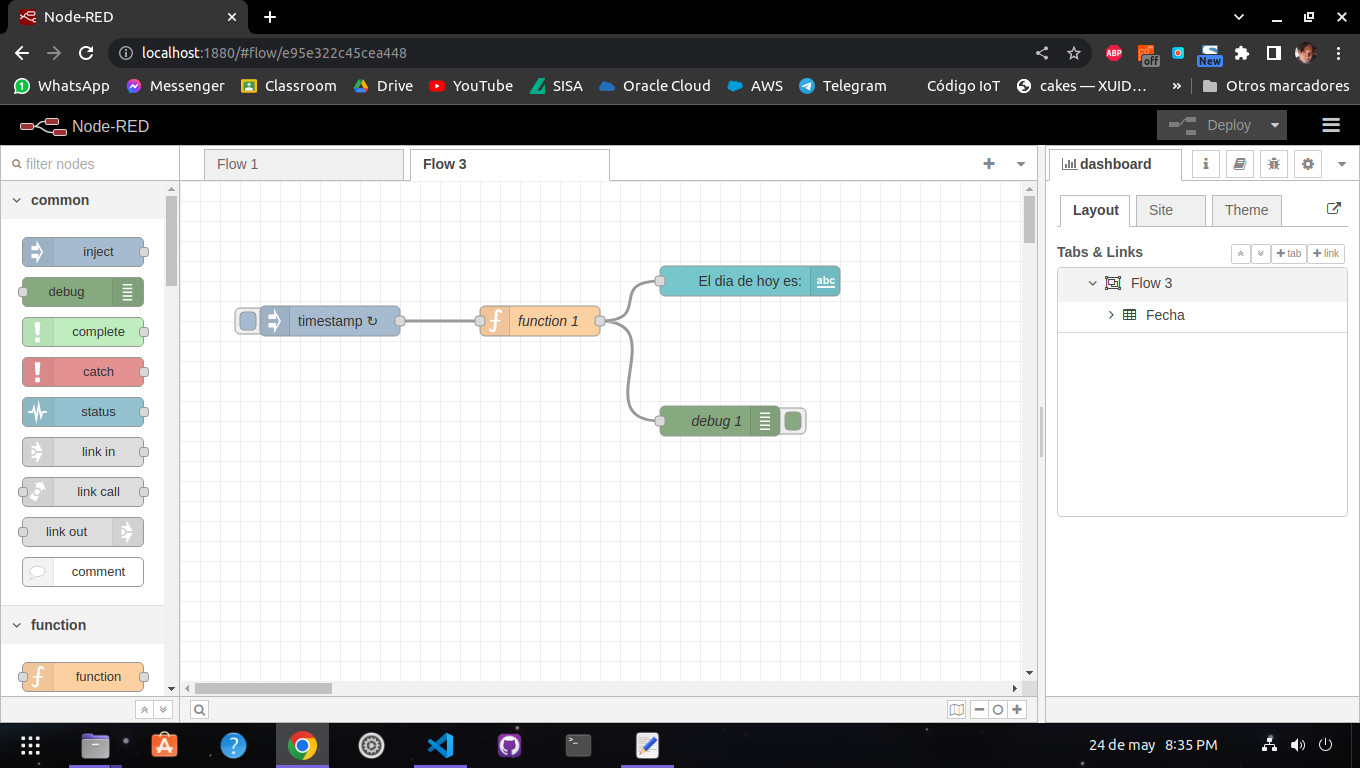 Node-RED
localhost:1880/#flow/e95e322c45cea448
ABP
off
New
1
WhatsApp
Messenger
Classroom
Drive
YouTube
SISA
Oracle Cloud
AWS
Telegram
Código IoT
cakes — XUID…
»
Otros marcadores
Node-RED
Deploy
filter nodes
Flow 1
Flow 3
dashboard
common
inject
debug
complete
catch
status
link in
link call
link out
comment
function
function
timestamp ↻
function 1
El dia de hoy es:
abc
debug 1
Layout
Site
Theme
Tabs & Links
tab
link
Flow 3
Fecha
24 de may 8:35 PM